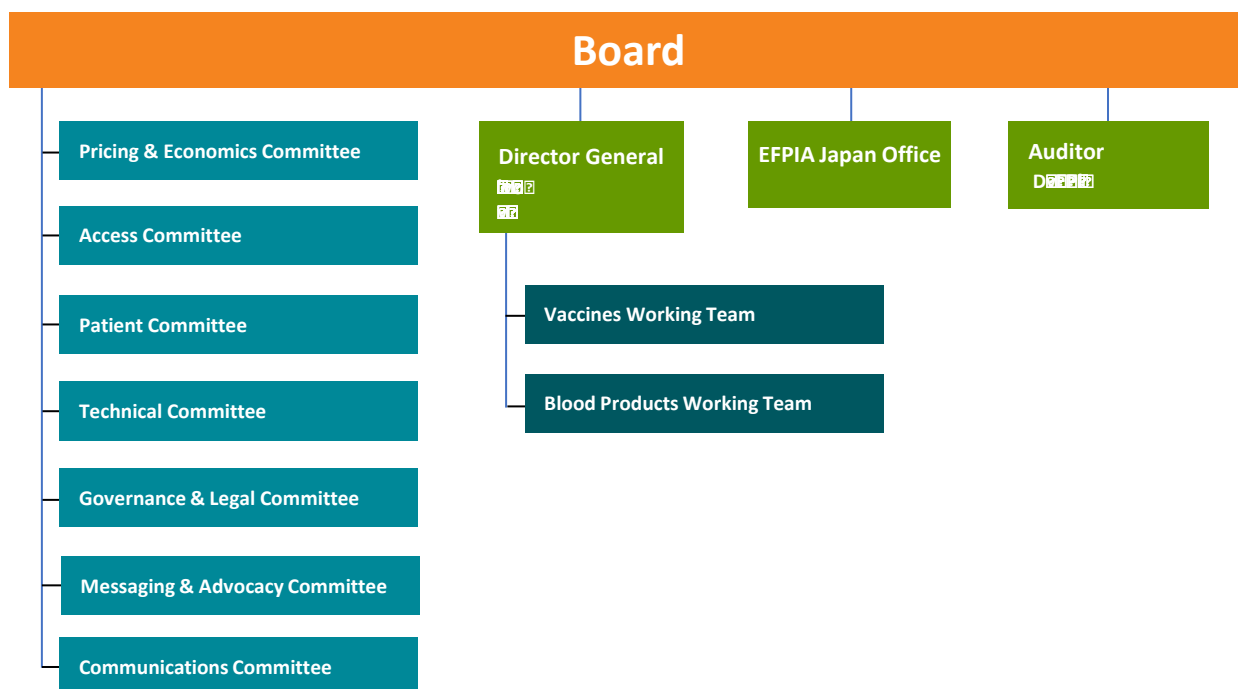 Board
Pricing & Economics Committee
Access Committee
Patient Committee
Technical Committee
Governance & Legal Committee
Messaging & Advocacy Committee
Communications Committee
Director General
EFPIA Japan Office
Auditor
Vaccines Working Team
Blood Products Working Team